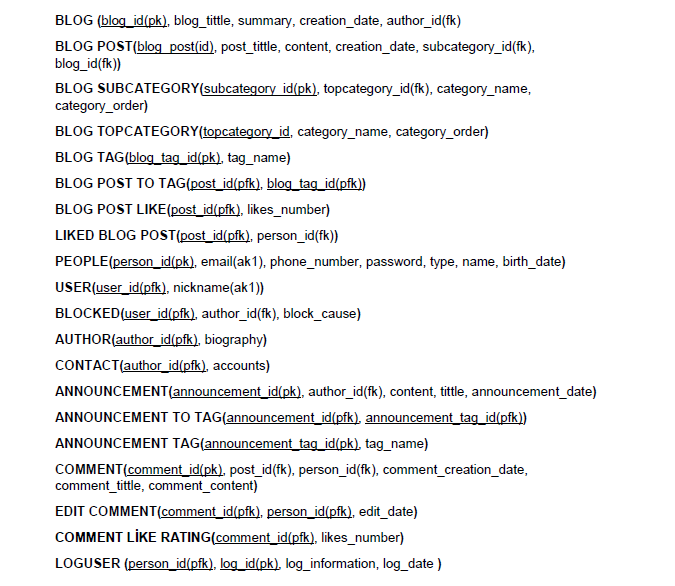 BLOG (blog_id(pk), blog_tittle, summary, creation_date, author_id(fk)
BLOG POST(blog_post(id), post_tittle, content, creation_date, subcategory_id(fk),
blog_id(fk))
BLOG SUBCATEGORY(subcategory_id(pk), topcategory_id(fk), category_name,
category_order)
BLOG TOPCATEGORY(topcategory_id, category_name, category_order)
BLOG TAG(blog_tag_id(pk), tag_name)
BLOG POST TO TAG(post_id(pfk), blog_tag_id(pfk))
BLOG POST LIKE(post_id(pfk), likes_number)
LIKED BLOG POST(post_id(pfk), person_id(fk))
PEOPLE(person_id(pk), email(ak1), phone_number, password, type, name, birth_date)
USER(user_id(pfk), nickname(ak1))
BLOCKED(user_id(pfk), author_id(fk), block_cause)
AUTHOR(author_id(pfk), biography)
CONTACT(author_id(pfk), accounts)
ANNOUNCEMENT(announcement_id(pk), author_id(fk), content, tittle, announcement_date)
ANNOUNCEMENT TO TAG(announcement_id(pfk), announcement_tag_id(pfk))
ANNOUNCEMENT TAG(announcement_tag_id(pk), tag_name)
COMMENT(comment_id(pk), post_id(fk), person_id(fk), comment_creation_date,
comment_tittle, comment_content)
EDIT COMMENT(comment_id(pfk), person_id(pfk), edit_date)
COMMENT LİKE RATING(comment_id(pfk), likes_number)
LOGUSER (person_id(pfk), log_id(pk), log_information, log_date )